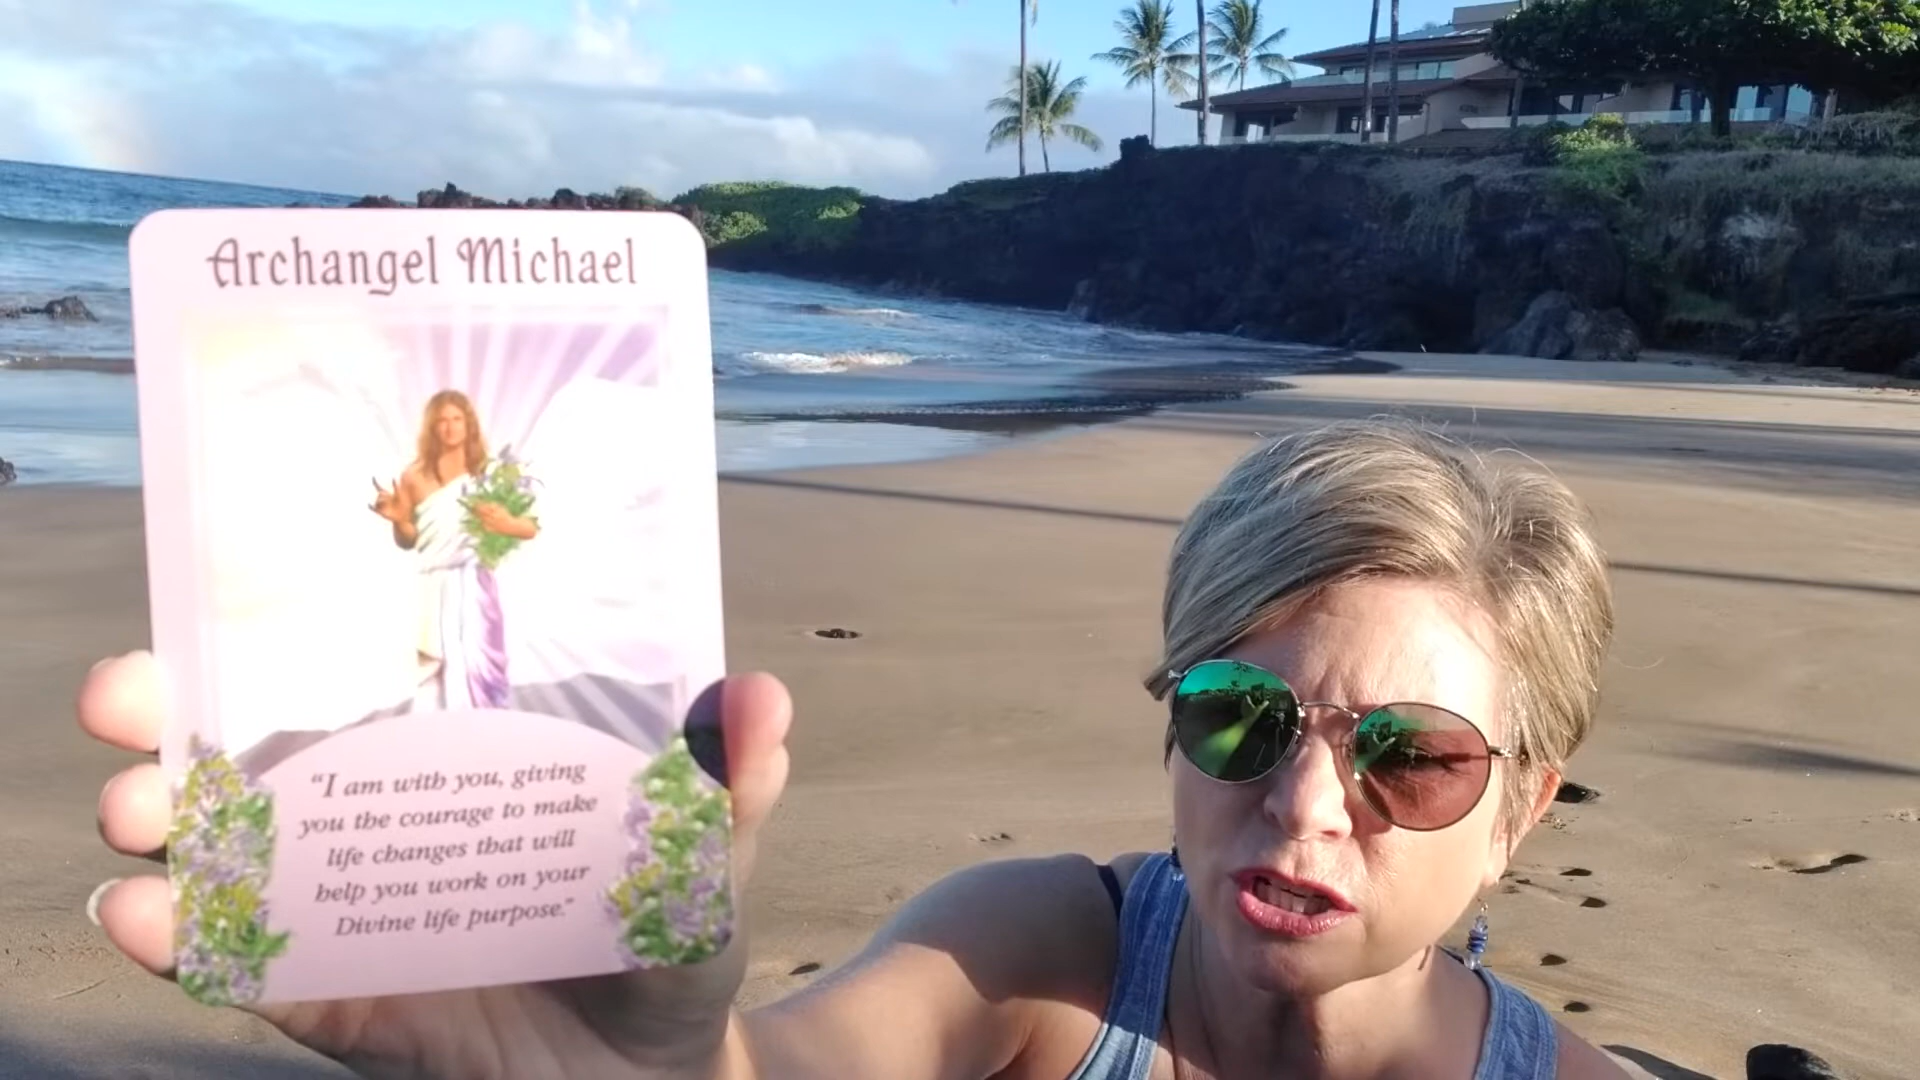 Archangel Michael
“I am with you, giving
you the courage to make
life changes that will
help you work on your
Divine life purpose.”